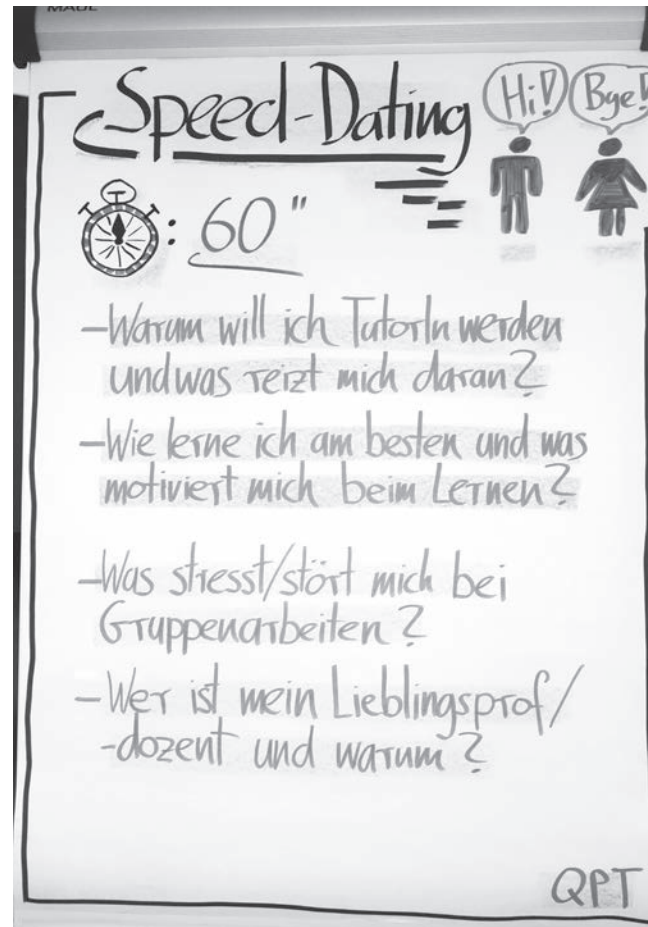 MAUL
Speed-Dating
Hi!
Bye!
: 60"
–Warum will ich TutorIn werden
und was reizt mich daran?
–Wie lerne ich am besten und was
motiviert mich beim Lernen?
–Was stresst/stört mich bei
Gruppenarbeiten?
–Wer ist mein Lieblingsprof/
-dozent und warum?
QPT